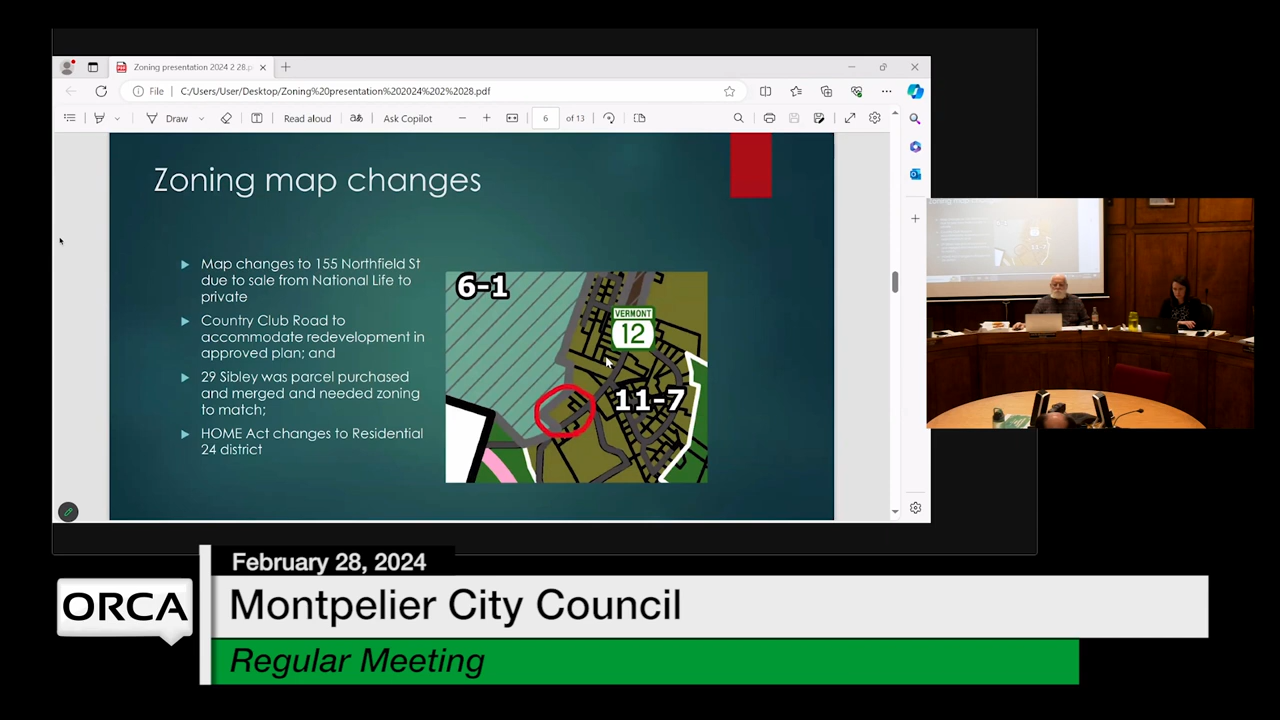 Zoning presentation 2024 2 28.p
File
C:/Users/User/Desktop/Zoning%20presentation %202024%202%2028.pdf
Draw
Read aloud
Ask Copilot
6
of 13
Zoning map changes
Map changes to 155 Northfield St
due to sale from National Life to
private
Country Club Road to
accommodate redevelopment in
approved plan; and
29 Sibley was parcel purchased
and merged and needed zoning
to match;
HOME Act changes to Residential
24 district
6-1
VERMONT
12
11-7
February 28, 2024
ORCA
Montpelier City Council
Regular Meeting